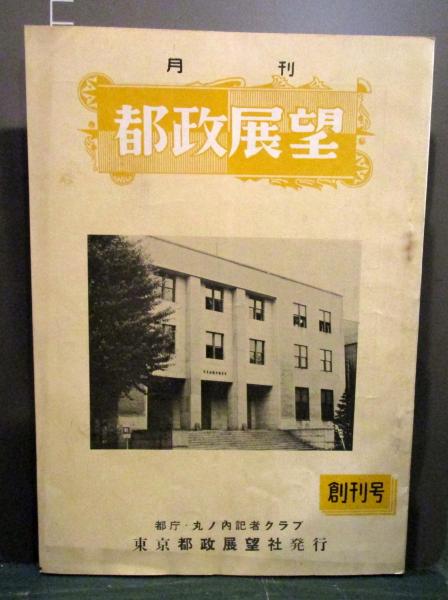 月刊
都政展望
創刊号
都庁・丸ノ内記者クラブ
東京都政展望社発行